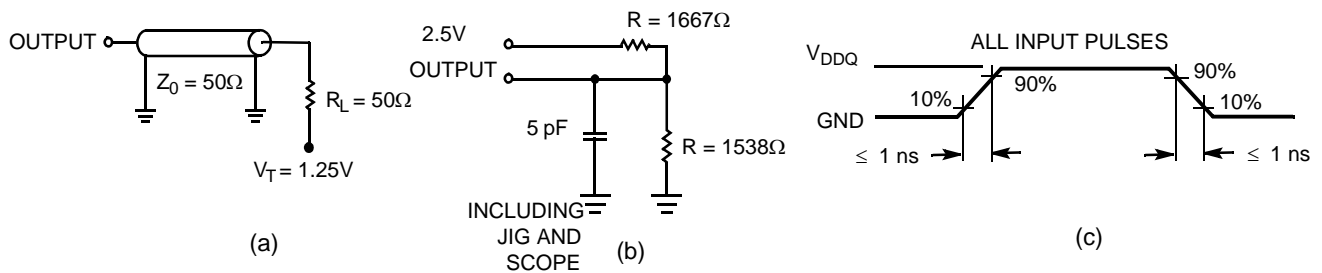 OUTPUT
Z0 = 50Ω
RL = 50Ω
VT = 1.25V
(a)
R = 1667Ω
2.5V
OUTPUT
5 pF
R = 1538Ω
INCLUDING
JIG AND
SCOPE
(b)
ALL INPUT PULSES
VDDQ
GND
10%
90%
90%
10%
≤ 1 ns
≤ 1 ns
(c)